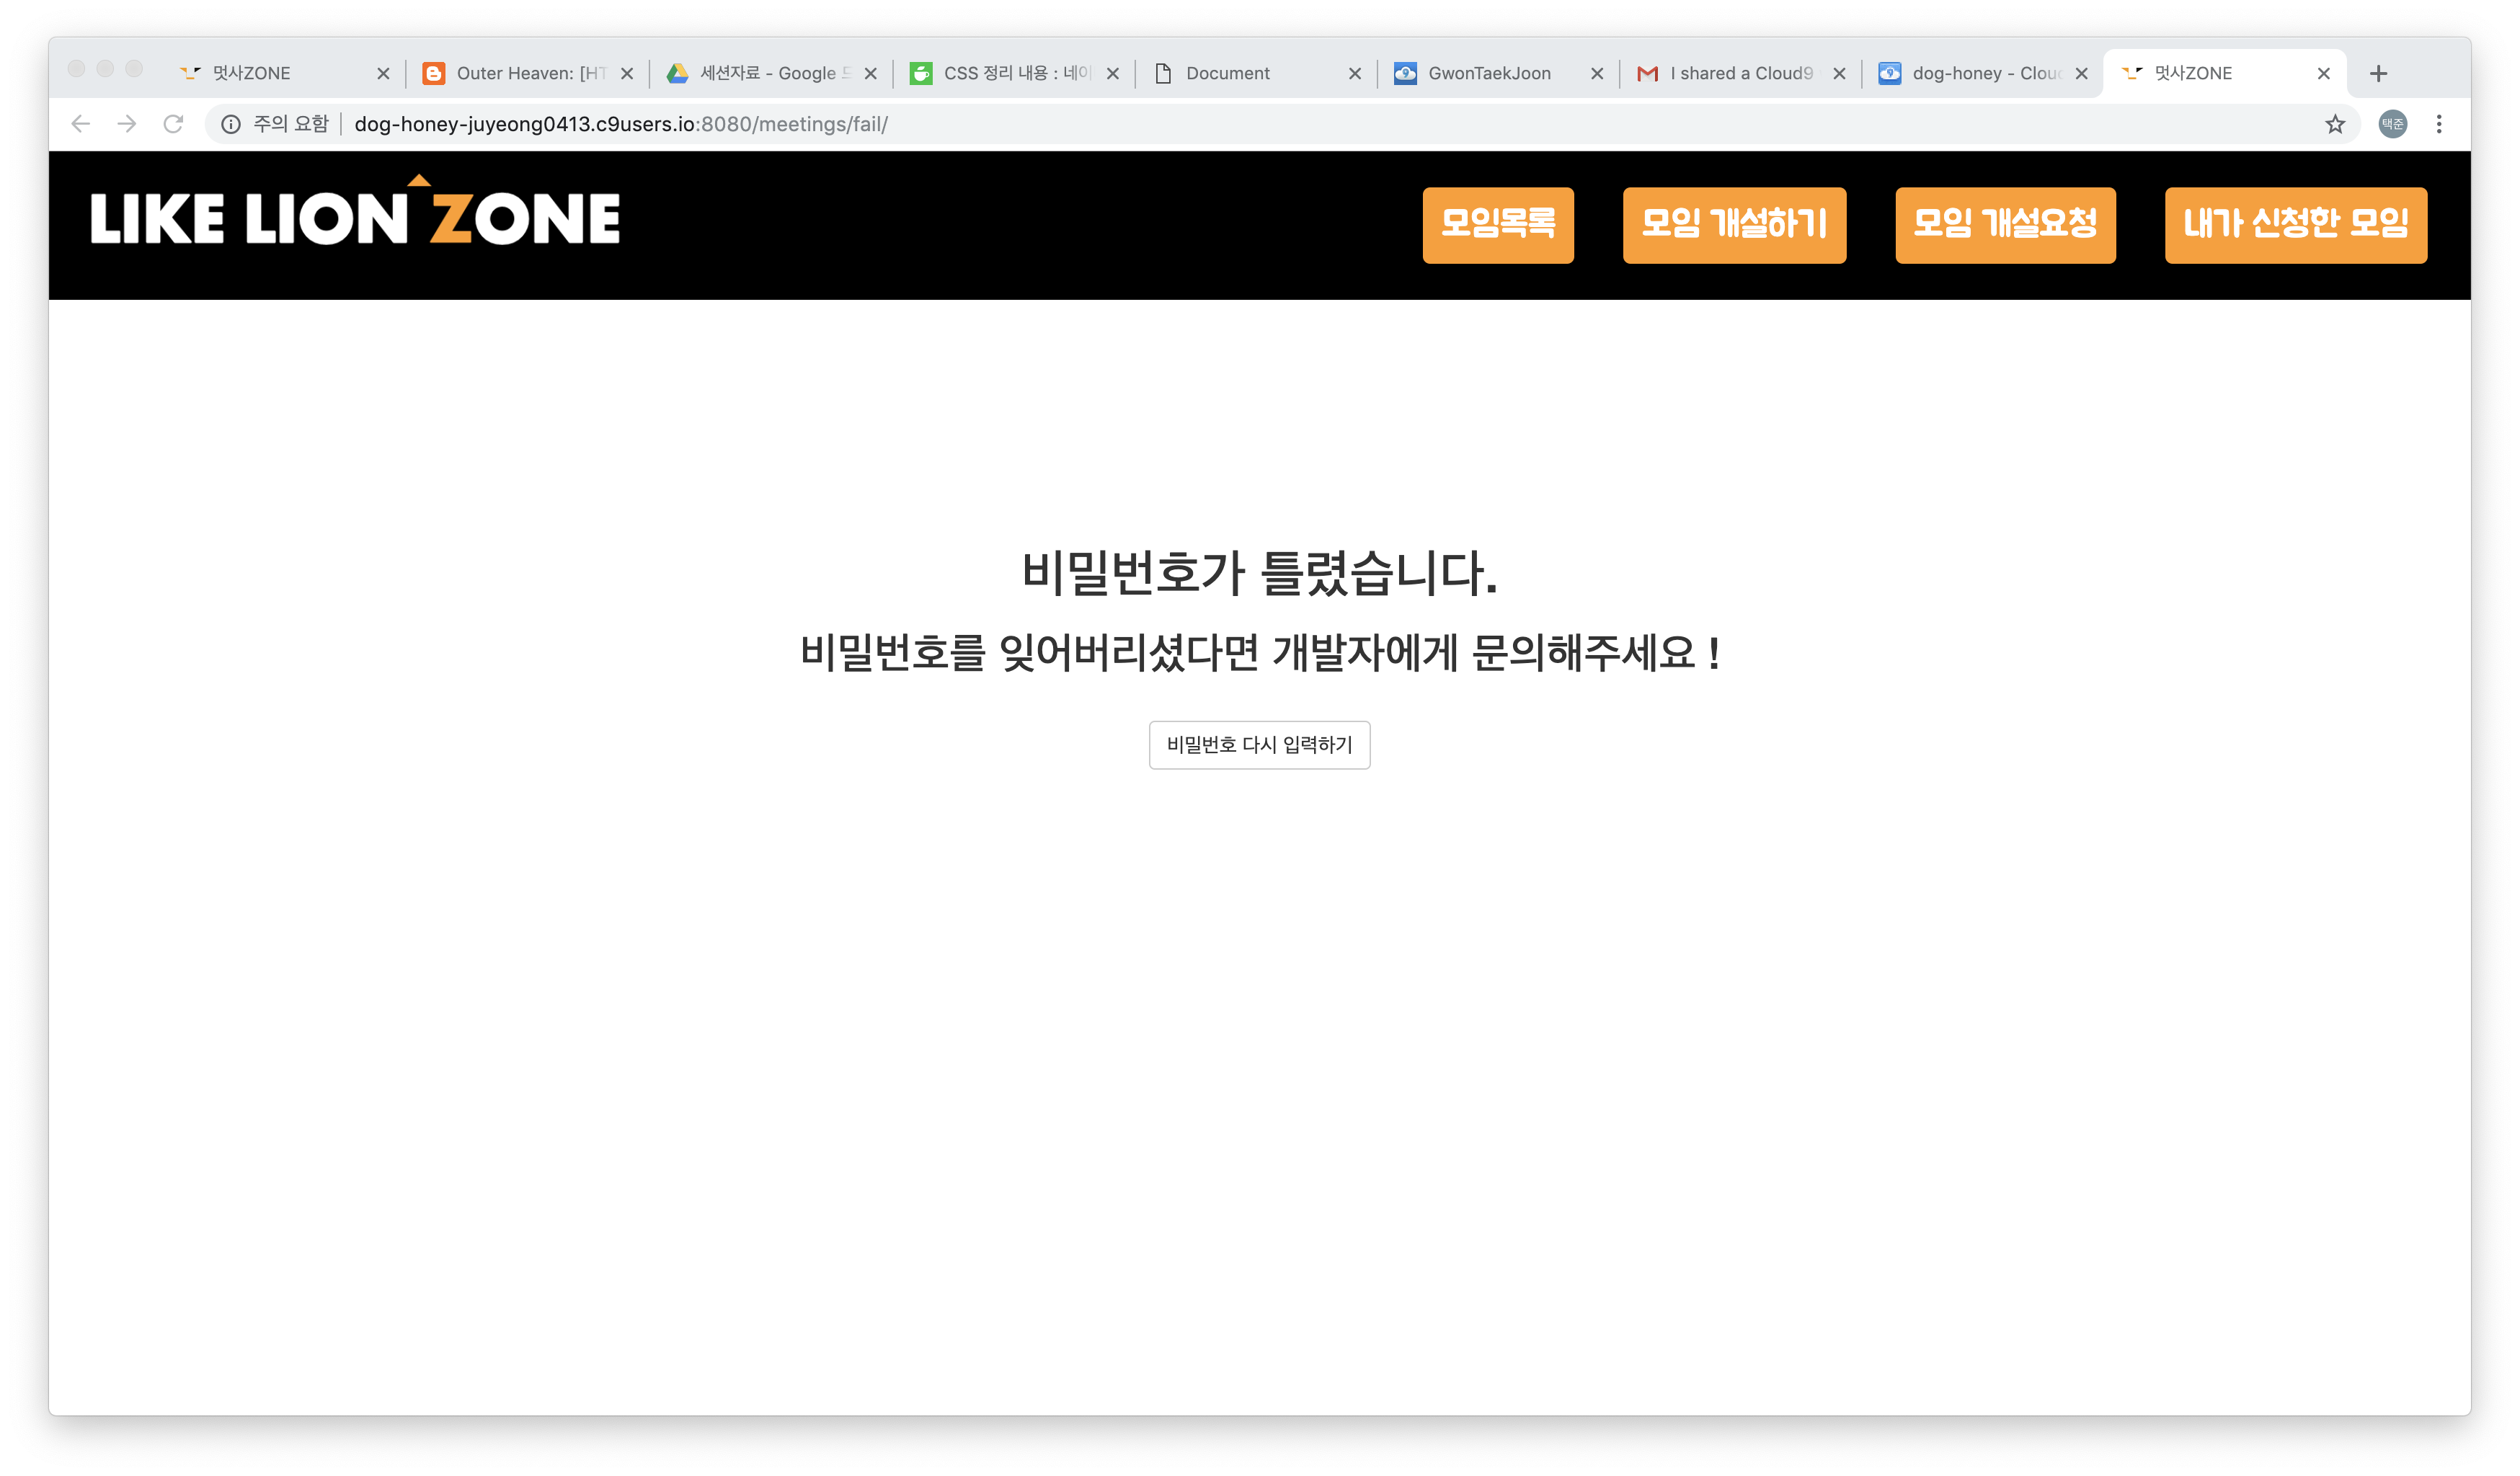 멋사ZONE
Outer Heaven: [HT
세션자료 - Google
CSS 정리 내용 : 네이
Document
GwonTaekJoon
I shared a Cloud9
dog-honey - Clou
멋사ZONE
주의 요함
dog-honey-juyeong0413.c9users.io:8080/meetings/fail/
택준
LIKE LION ZONE
모임목록
모임 개설하기
모임 개설요청
내가 신청한 모임
비밀번호가 틀렸습니다.
비밀번호를 잊어버리셨다면 개발자에게 문의해주세요 !
비밀번호 다시 입력하기